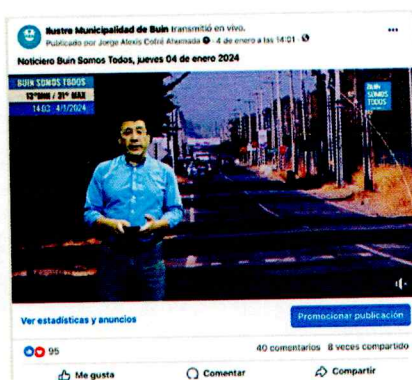 Ilustre Municipalidad de Buin transmitió en vivo.
Publicado por Jorge Alexis Cofré Ahumada · 4 de enero a las 14:01 ·
Noticiero Buin Somos Todos, jueves 04 de enero 2024
BUIN SOMOS TODOS
12°MIN / 31° MAX
14:03 4/1/2024
BUIN
SOMOS
TODOS
Ver estadísticas y anuncios
Promocionar publicación
95
40 comentarios 8 veces compartido
Me gusta
Comentar
Compartir